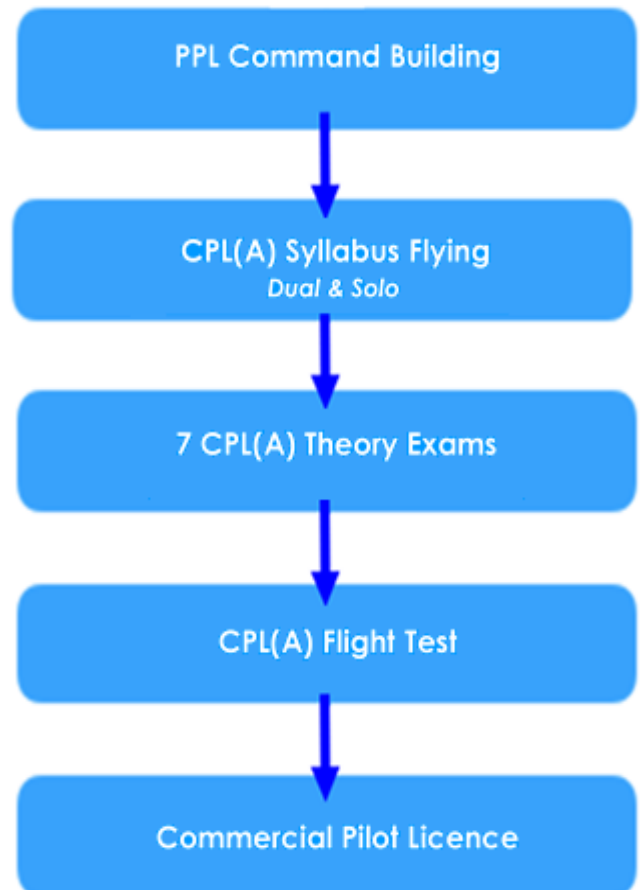 PPL Command Building
CPL(A) Syllabus Flying
Dual & Solo
7 CPL(A) Theory Exams
CPL(A) Flight Test
Commercial Pilot Licence